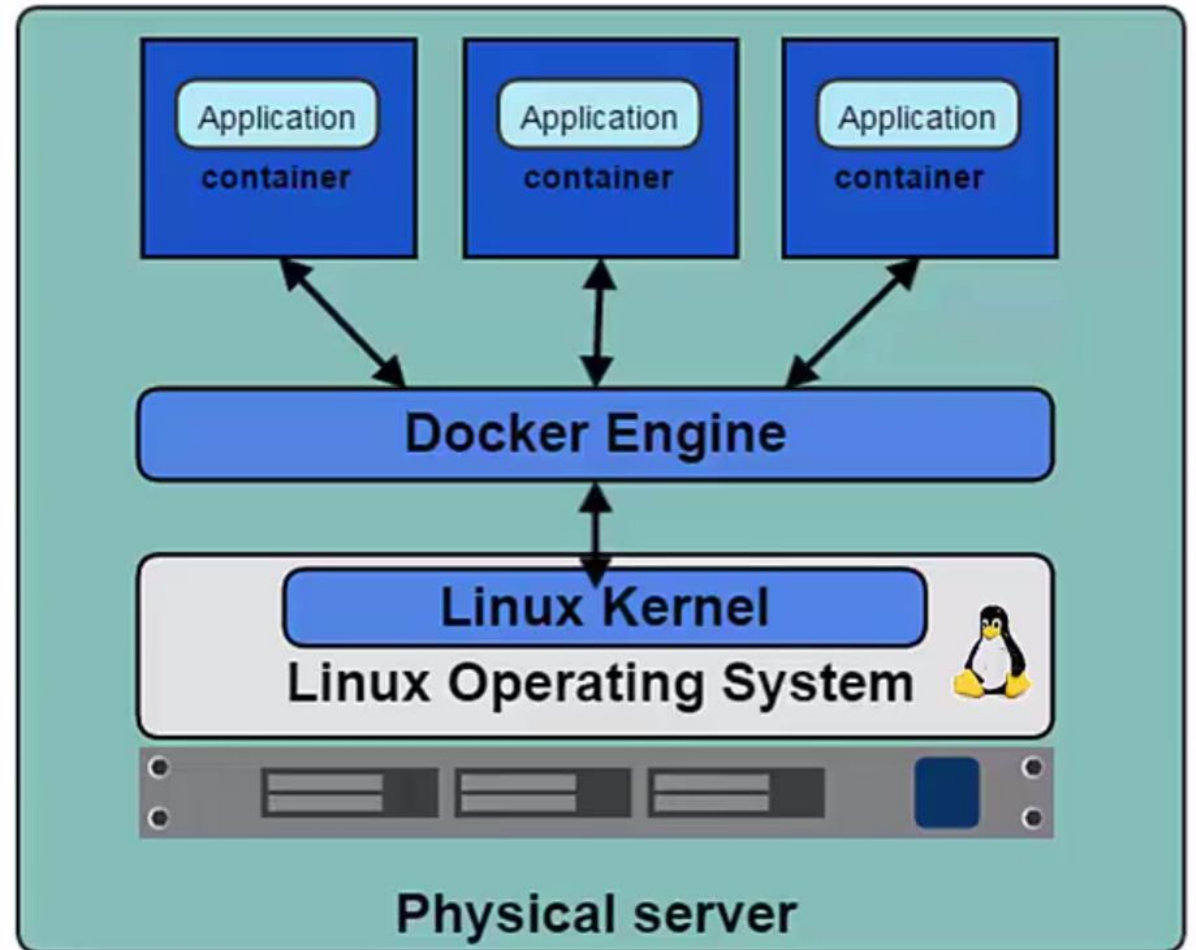 Application
container
Application
container
Application
container
Docker Engine
Linux Kernel
Linux Operating System
Physical server